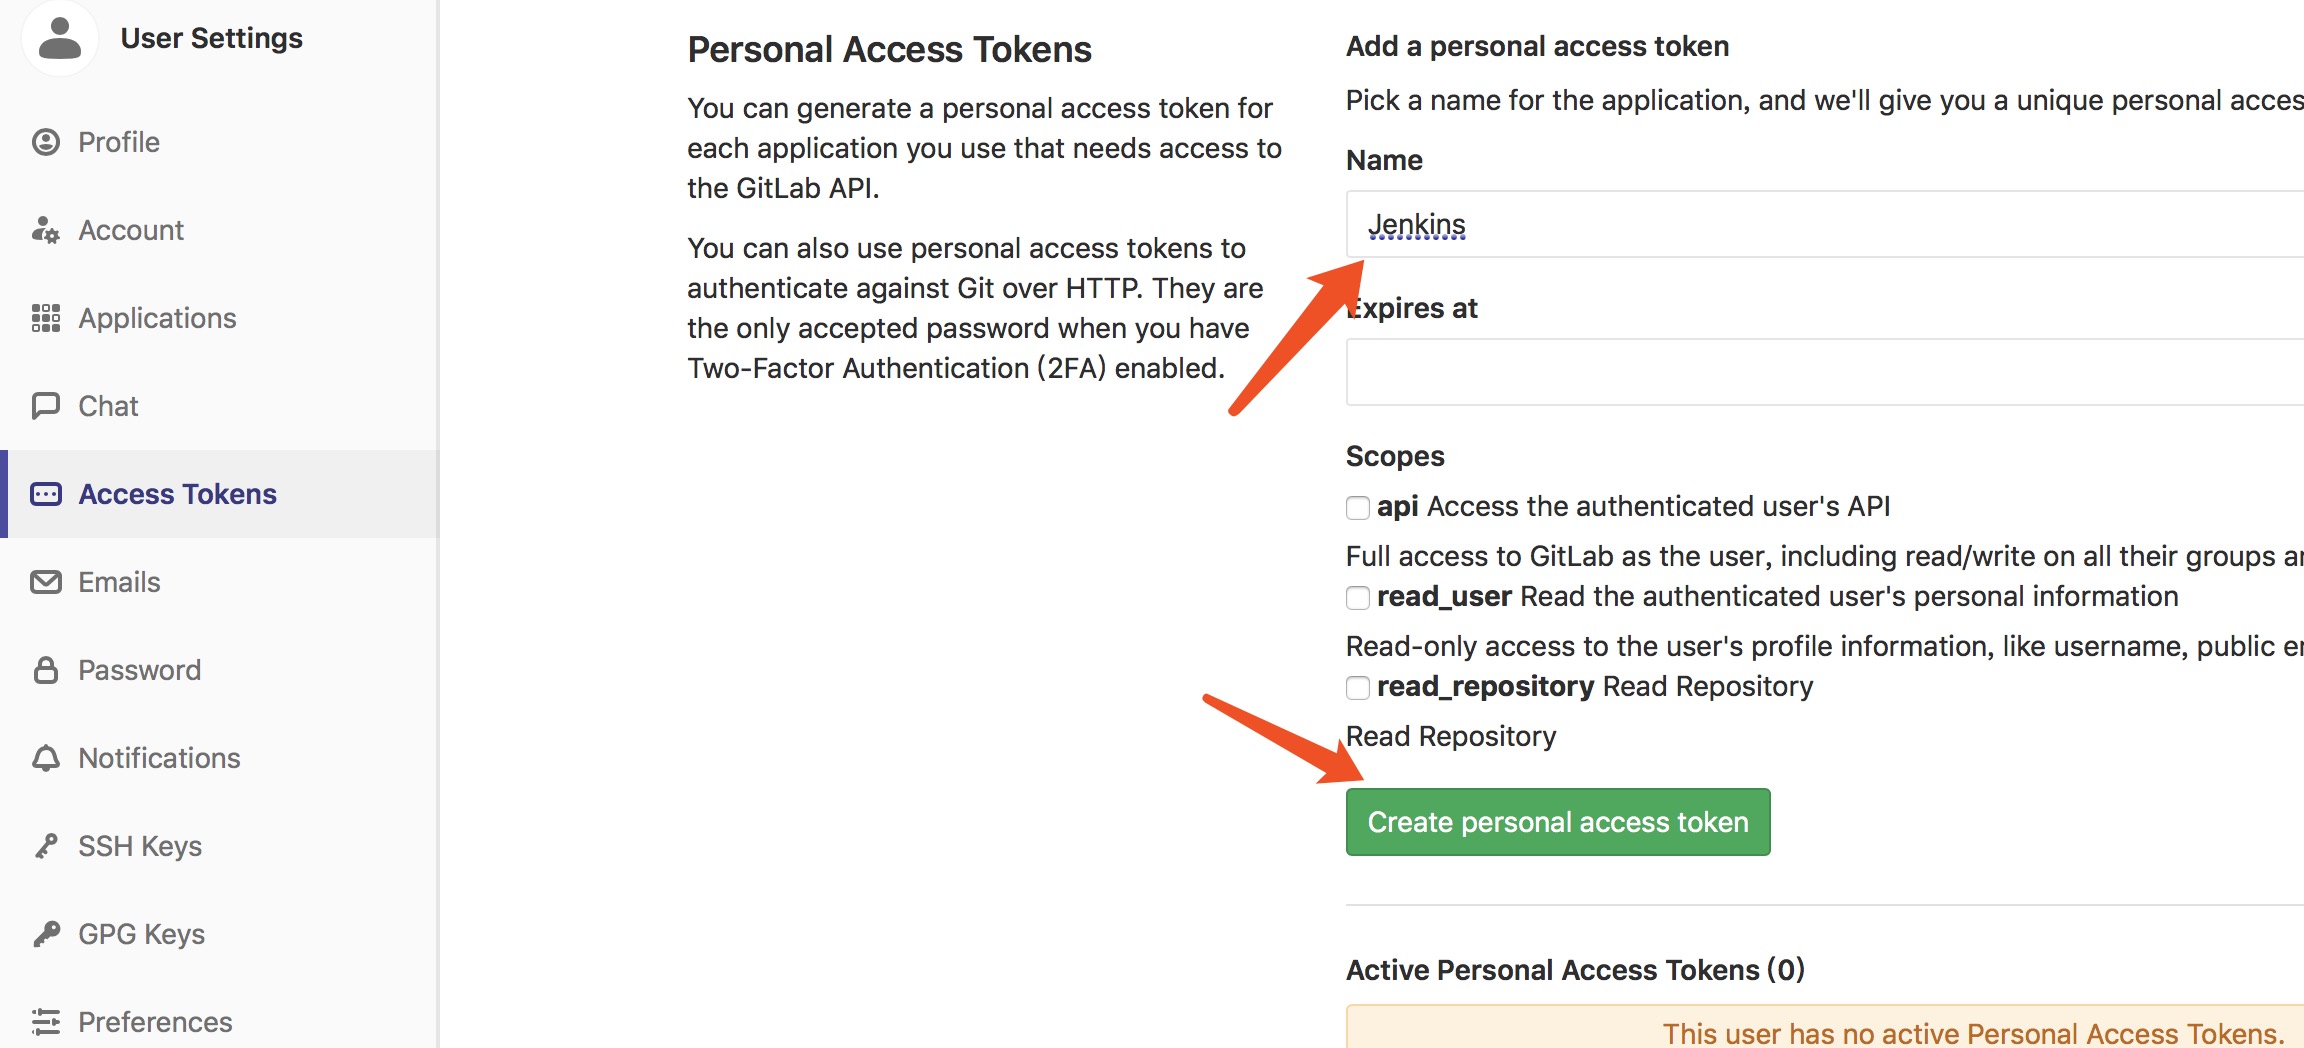 User Settings
Profile
Account
Applications
Chat
Access Tokens
Emails
Password
Notifications
SSH Keys
GPG Keys
Preferences
Personal Access Tokens
You can generate a personal access token for
each application you use that needs access to
the GitLab API.
You can also use personal access tokens to
authenticate against Git over HTTP. They are
the only accepted password when you have
Two-Factor Authentication (2FA) enabled.
Add a personal access token
Pick a name for the application, and we'll give you a unique personal
Name
Jenkins
Expires at
Scopes
api Access the authenticated user's API
Full access to GitLab as the user, including read/write on all their groups
read_user Read the authenticated user's personal information
Read-only access to the user's profile information, like username, public
read_repository Read Repository
Read Repository
Create personal access token
Active Personal Access Tokens (0)
This user has no active Personal Access Tokens.